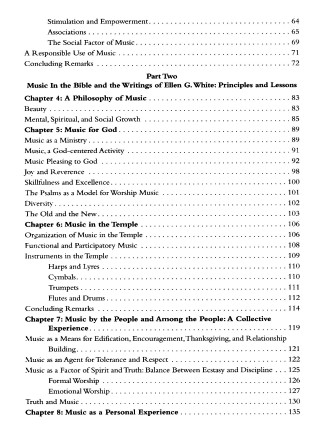 Stimulation and Empowerment. . . . . . . . . . . . . . . . . . . . . . . . . . . . . . . . . . 64
Associations . . . . . . . . . . . . . . . . . . . . . . . . . . . . . . . . . . . . . . . . . . . . . . . . 65
The Social Factor of Music. . . . . . . . . . . . . . . . . . . . . . . . . . . . . . . . . . . . . 69
A Responsible Use of Music . . . . . . . . . . . . . . . . . . . . . . . . . . . . . . . . . . . . . . . . . 71
Concluding Remarks . . . . . . . . . . . . . . . . . . . . . . . . . . . . . . . . . . . . . . . . . . . . . . 72
Part Two
Music In the Bible and the Writings of Ellen G. White: Principles and Lessons
Chapter 4: A Philosophy of Music . . . . . . . . . . . . . . . . . . . . . . . . . . . . . . . . . . 83
Beauty . . . . . . . . . . . . . . . . . . . . . . . . . . . . . . . . . . . . . . . . . . . . . . . . . . . . . . . . . 83
Mental, Spiritual, and Social Growth . . . . . . . . . . . . . . . . . . . . . . . . . . . . . . . . . 85
Chapter 5: Music for God . . . . . . . . . . . . . . . . . . . . . . . . . . . . . . . . . . . . . . . . . 89
Music as a Ministry . . . . . . . . . . . . . . . . . . . . . . . . . . . . . . . . . . . . . . . . . . . . . . . 89
Music, a God-centered Activity . . . . . . . . . . . . . . . . . . . . . . . . . . . . . . . . . . . . . 91
Music Pleasing to God . . . . . . . . . . . . . . . . . . . . . . . . . . . . . . . . . . . . . . . . . . . . 92
Joy and Reverence . . . . . . . . . . . . . . . . . . . . . . . . . . . . . . . . . . . . . . . . . . . . . . . 98
Skillfulness and Excellence . . . . . . . . . . . . . . . . . . . . . . . . . . . . . . . . . . . . . . . . 100
The Psalms as a Model for Worship Music . . . . . . . . . . . . . . . . . . . . . . . . . . . 101
Diversity . . . . . . . . . . . . . . . . . . . . . . . . . . . . . . . . . . . . . . . . . . . . . . . . . . . . . . . 102
The Old and the New . . . . . . . . . . . . . . . . . . . . . . . . . . . . . . . . . . . . . . . . . . . . . 103
Chapter 6: Music in the Temple . . . . . . . . . . . . . . . . . . . . . . . . . . . . . . . . . . . 106
Organization of Music in the Temple . . . . . . . . . . . . . . . . . . . . . . . . . . . . . . . . 106
Functional and Participatory Music . . . . . . . . . . . . . . . . . . . . . . . . . . . . . . . . . 108
Instruments in the Temple . . . . . . . . . . . . . . . . . . . . . . . . . . . . . . . . . . . . . . . . 109
Harps and Lyres . . . . . . . . . . . . . . . . . . . . . . . . . . . . . . . . . . . . . . . . . . . . 110
Cymbals . . . . . . . . . . . . . . . . . . . . . . . . . . . . . . . . . . . . . . . . . . . . . . . . . . . 110
Trumpets . . . . . . . . . . . . . . . . . . . . . . . . . . . . . . . . . . . . . . . . . . . . . . . . . . 111
Flutes and Drums . . . . . . . . . . . . . . . . . . . . . . . . . . . . . . . . . . . . . . . . . . . 112
Concluding Remarks . . . . . . . . . . . . . . . . . . . . . . . . . . . . . . . . . . . . . . . . . . . . . 114
Chapter 7: Music by the People and Among the People: A Collective
Experience . . . . . . . . . . . . . . . . . . . . . . . . . . . . . . . . . . . . . . . . . . . . . . . . 119
Music as a Means for Edification, Encouragement, Thanksgiving, and Relationship
Building . . . . . . . . . . . . . . . . . . . . . . . . . . . . . . . . . . . . . . . . . . . . . . . . . . . 121
Music as an Agent for Tolerance and Respect . . . . . . . . . . . . . . . . . . . . . . . . . 122
Music as a Factor of Spirit and Truth: Balance Between Ecstasy and Discipline . . . 125
Formal Worship . . . . . . . . . . . . . . . . . . . . . . . . . . . . . . . . . . . . . . . . . . . . 126
Emotional Worship . . . . . . . . . . . . . . . . . . . . . . . . . . . . . . . . . . . . . . . . . . 127
Truth and Music . . . . . . . . . . . . . . . . . . . . . . . . . . . . . . . . . . . . . . . . . . . . . . . . . 130
Chapter 8: Music as a Personal Experience . . . . . . . . . . . . . . . . . . . . . . . . . 135